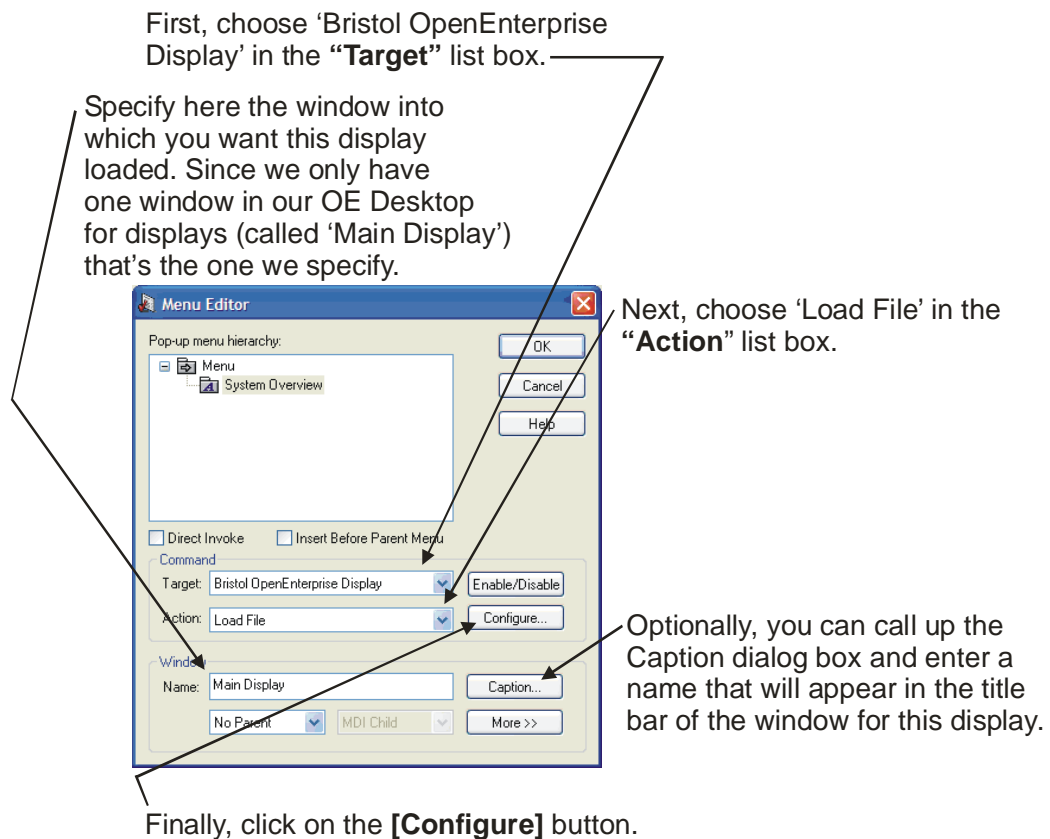 First, choose ‘Bristol OpenEnterprise
Display’ in the “Target” list box.
Specify here the window into
which you want this display
loaded. Since we only have
one window in our OE Desktop
for displays (called ‘Main Display’)
that's the one we specify.
Menu Editor
Next, choose ‘Load File’ in the
“Action” list box.
Pop-up menu hierarchy:
OK
Menu
System Overview
Cancel
Help
Direct Invoke
Insert Before Parent Menu
Command
Target: Bristol OpenEnterprise Display
Enable/Disable
Action: Load File
Configure...
Optionally, you can call up the
Caption dialog box and enter a
name that will appear in the title
bar of the window for this display.
Window
Name: Main Display
Caption...
No Parent
MDI Child
More >>
Finally, click on the [Configure] button.